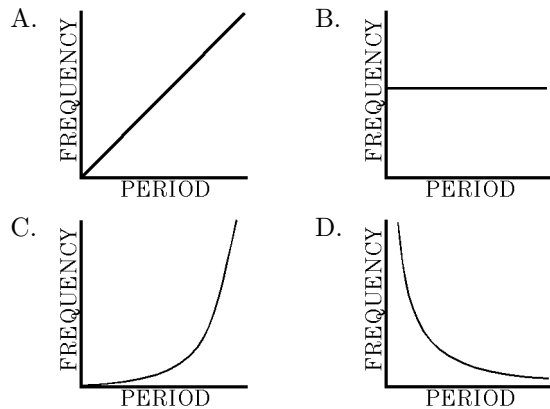 A.
FREQUENCY
PERIOD
B.
FREQUENCY
PERIOD
C.
FREQUENCY
PERIOD
D.
FREQUENCY
PERIOD